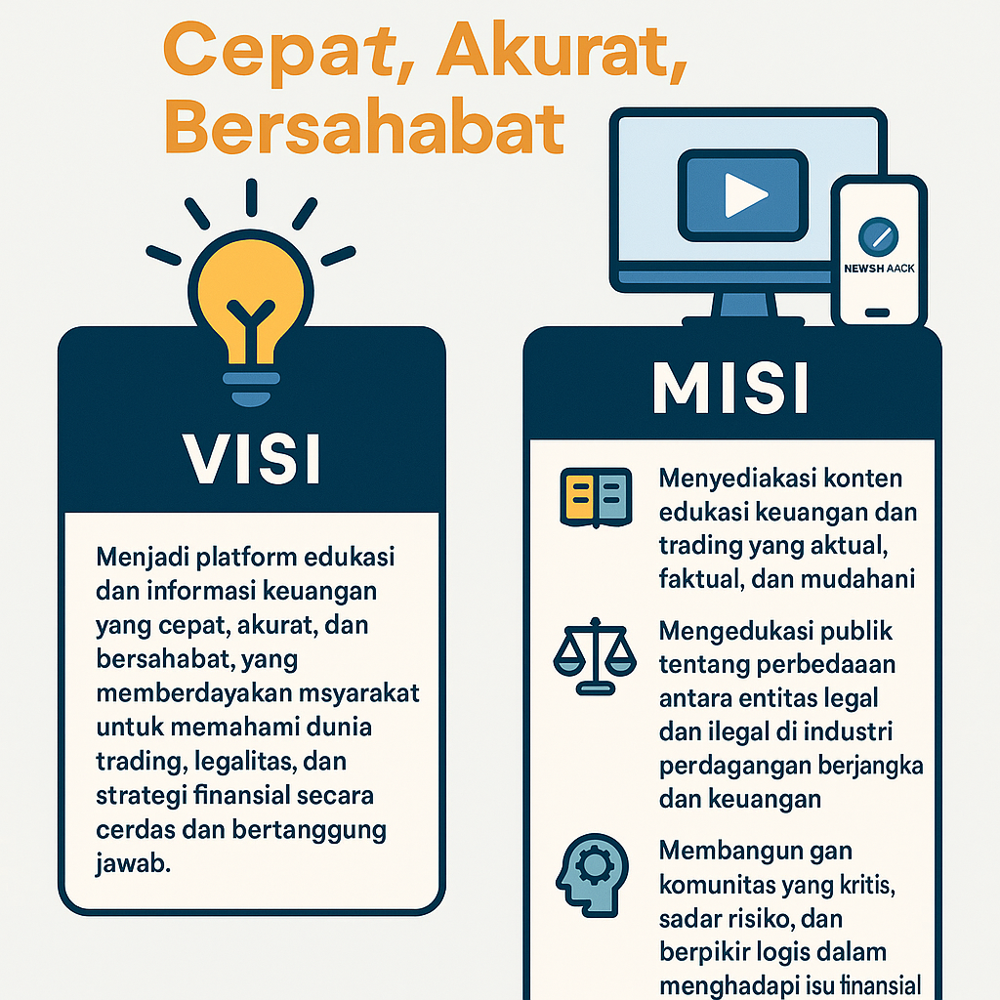 Cepat, Akurat,
Bersahabat
NEWSH AACK
VISI
Menjadi platform edukasi
dan informasi keuangan
yang cepat, akurat, dan
bersahabat, yang
memberdayakan msyarakat
untuk memahami dunia
trading, legalitas, dan
strategi finansial secara
cerdas dan bertanggung
jawab.
MISI
Menyediakasi konten
edukasi keuangan dan
trading yang aktual,
faktual, dan mudahani
Mengedukasi publik
tentang perbedaaan
antara entitas legal
dan ilegal di industri
perdagangan berjangka
dan keuangan
Membangun gan
komunitas yang kritis,
sadar risiko, dan
berpikir logis dalam
menghadapi isu finansial